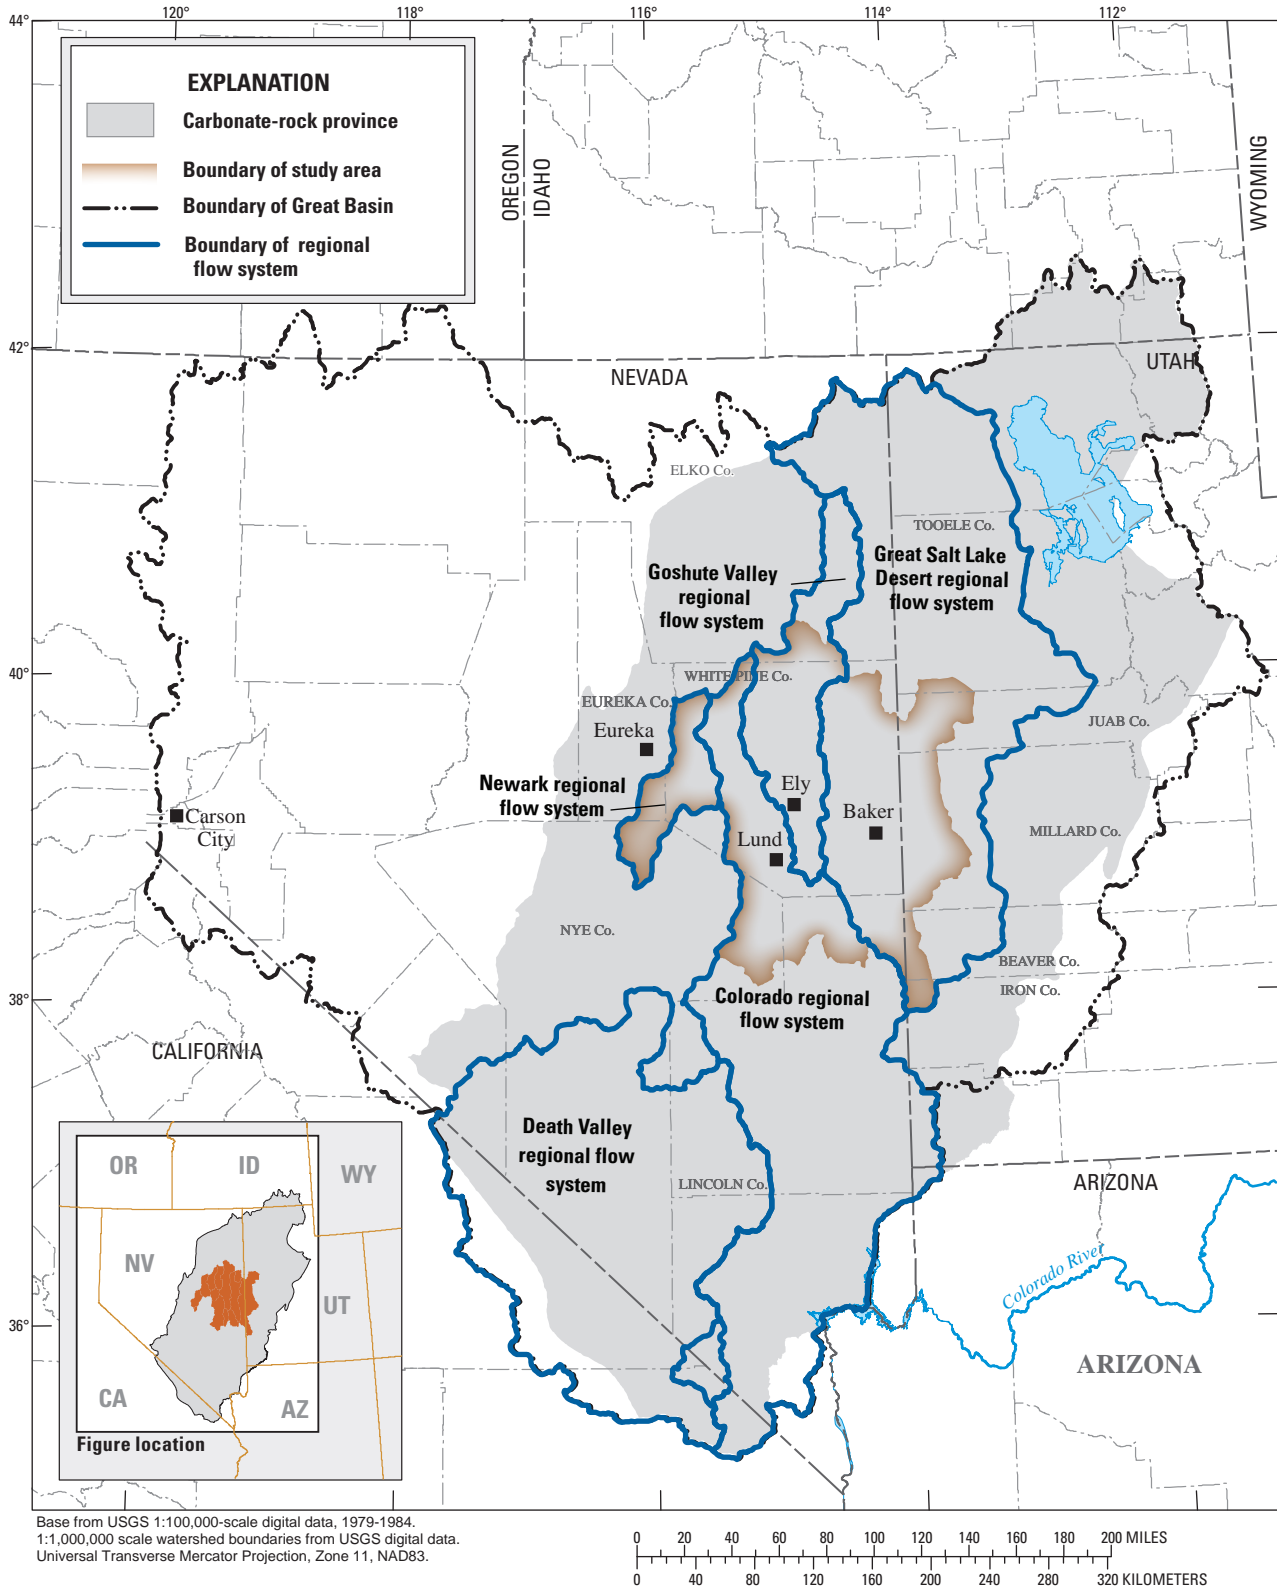 120°
118°
116°
114°
112°
44°
42°
40°
38°
36°
EXPLANATION
Carbonate-rock province
Boundary of study area
Boundary of Great Basin
Boundary of regional
flow system
OREGON
IDAHO
WYOMING
NEVADA
UTAH
ELKO Co.
TOOELE Co.
Goshute Valley
regional
flow system
Great Salt Lake
Desert regional
flow system
WHITE PINE Co.
EUREKA Co.
Eureka
JUAB Co.
Newark regional
flow system
Ely
Baker
Lund
MILLARD Co.
Carson
City
NYE Co.
BEAVER Co.
IRON Co.
Colorado regional
flow system
CALIFORNIA
Death Valley
regional flow
system
LINCOLN Co.
ARIZONA
Colorado River
ARIZONA
OR
ID
WY
NV
UT
CA
AZ
Figure location
Base from USGS 1:100,000-scale digital data, 1979-1984.
1:1,000,000 scale watershed boundaries from USGS digital data.
Universal Transverse Mercator Projection, Zone 11, NAD83.
0 20 40 60 80 100 120 140 160 180 200 MILES
0 40 80 120 160 200 240 280 320 KILOMETERS